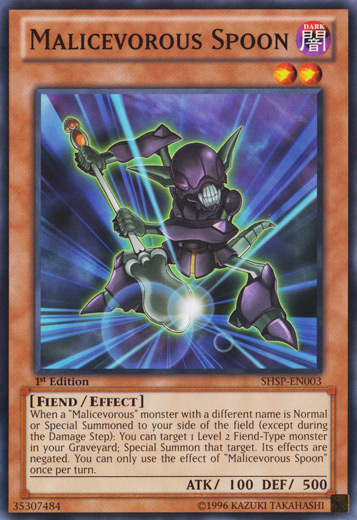 MALICEVOROUS SPOON
DARK
闇
1st Edition
SHSP-EN003
[FIEND / EFFECT]
When a "Malicevorous" monster with a different name is Normal
or Special Summoned to your side of the field (except during
the Damage Step): You can target 1 Level 2 Fiend-Type monster
in your Graveyard; Special Summon that target. Its effects are
negated. You can only use the effect of "Malicevorous Spoon"
once per turn.
ATK/ 100 DEF/ 500
35307484
©1996 KAZUKI TAKAHASHI